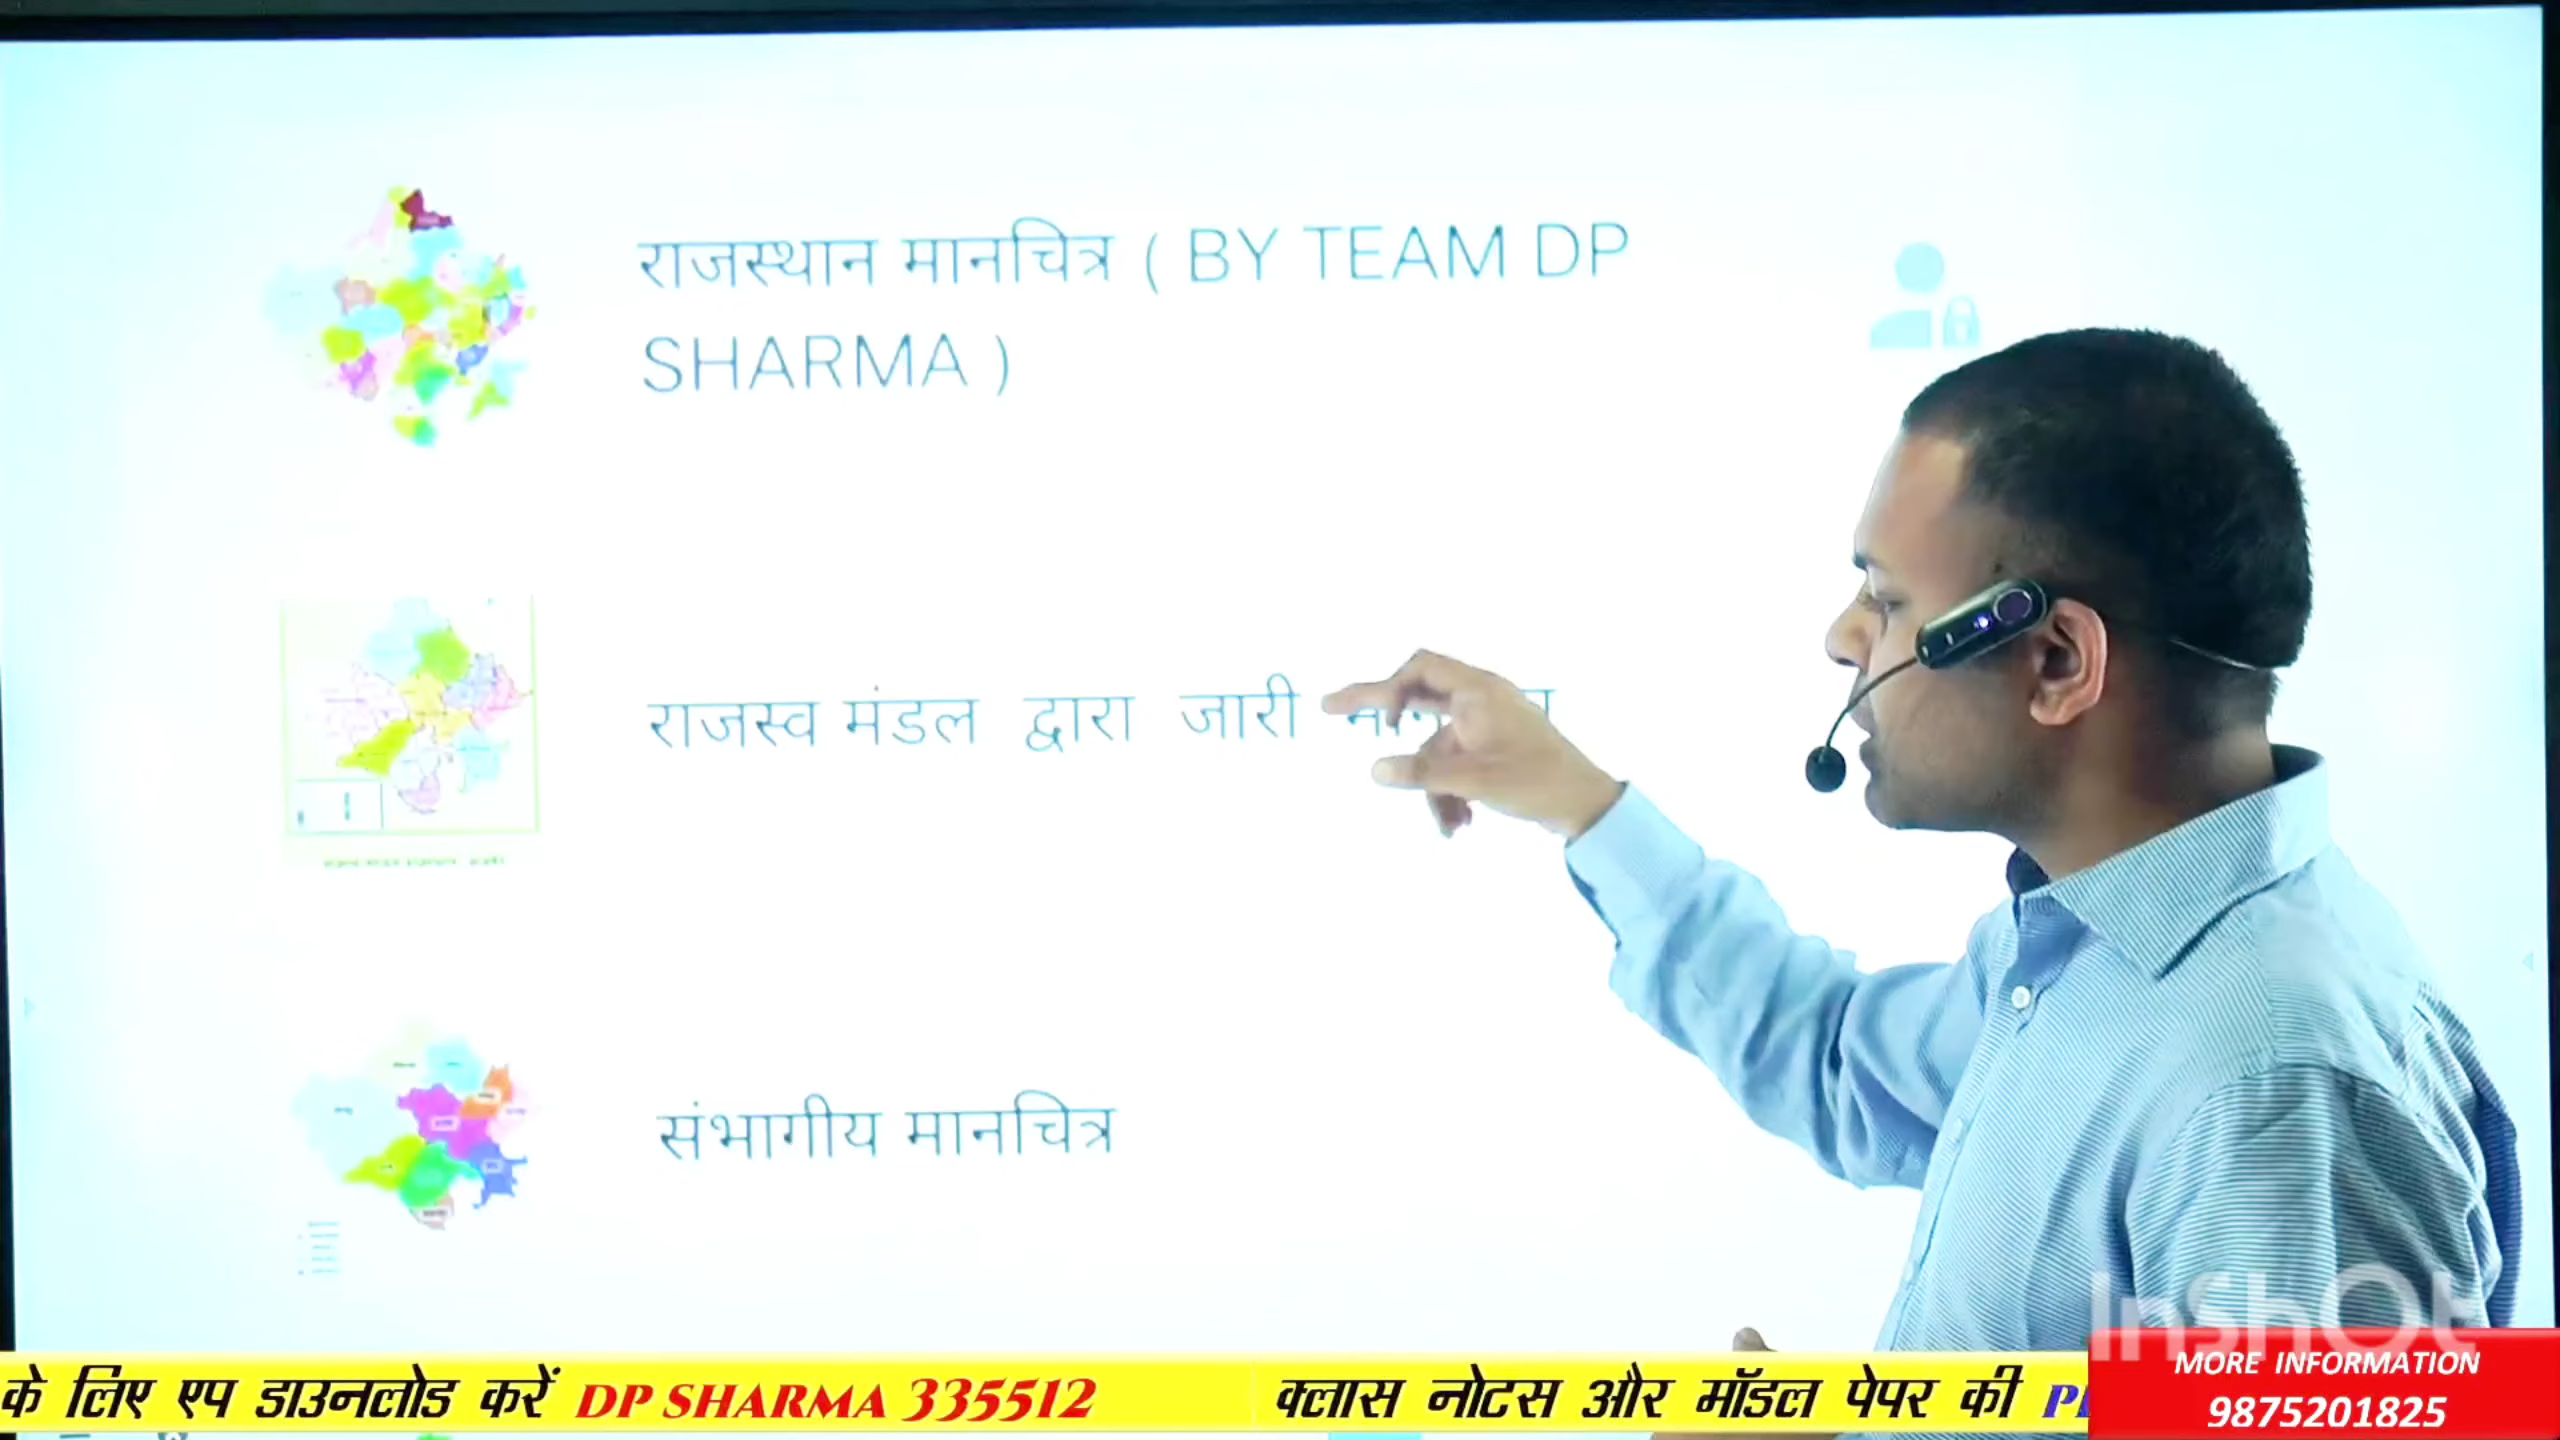 राजस्थान मानचित्र ( BY TEAM DP
SHARMA )
राजस्व मंडल द्वारा जारी
संभागीय मानचित्र
InShOt
के लिए एप डाउनलोड करें DP SHARMA 335512
क्लास नोटस और मॉडल पेपर की
MORE INFORMATION
9875201825